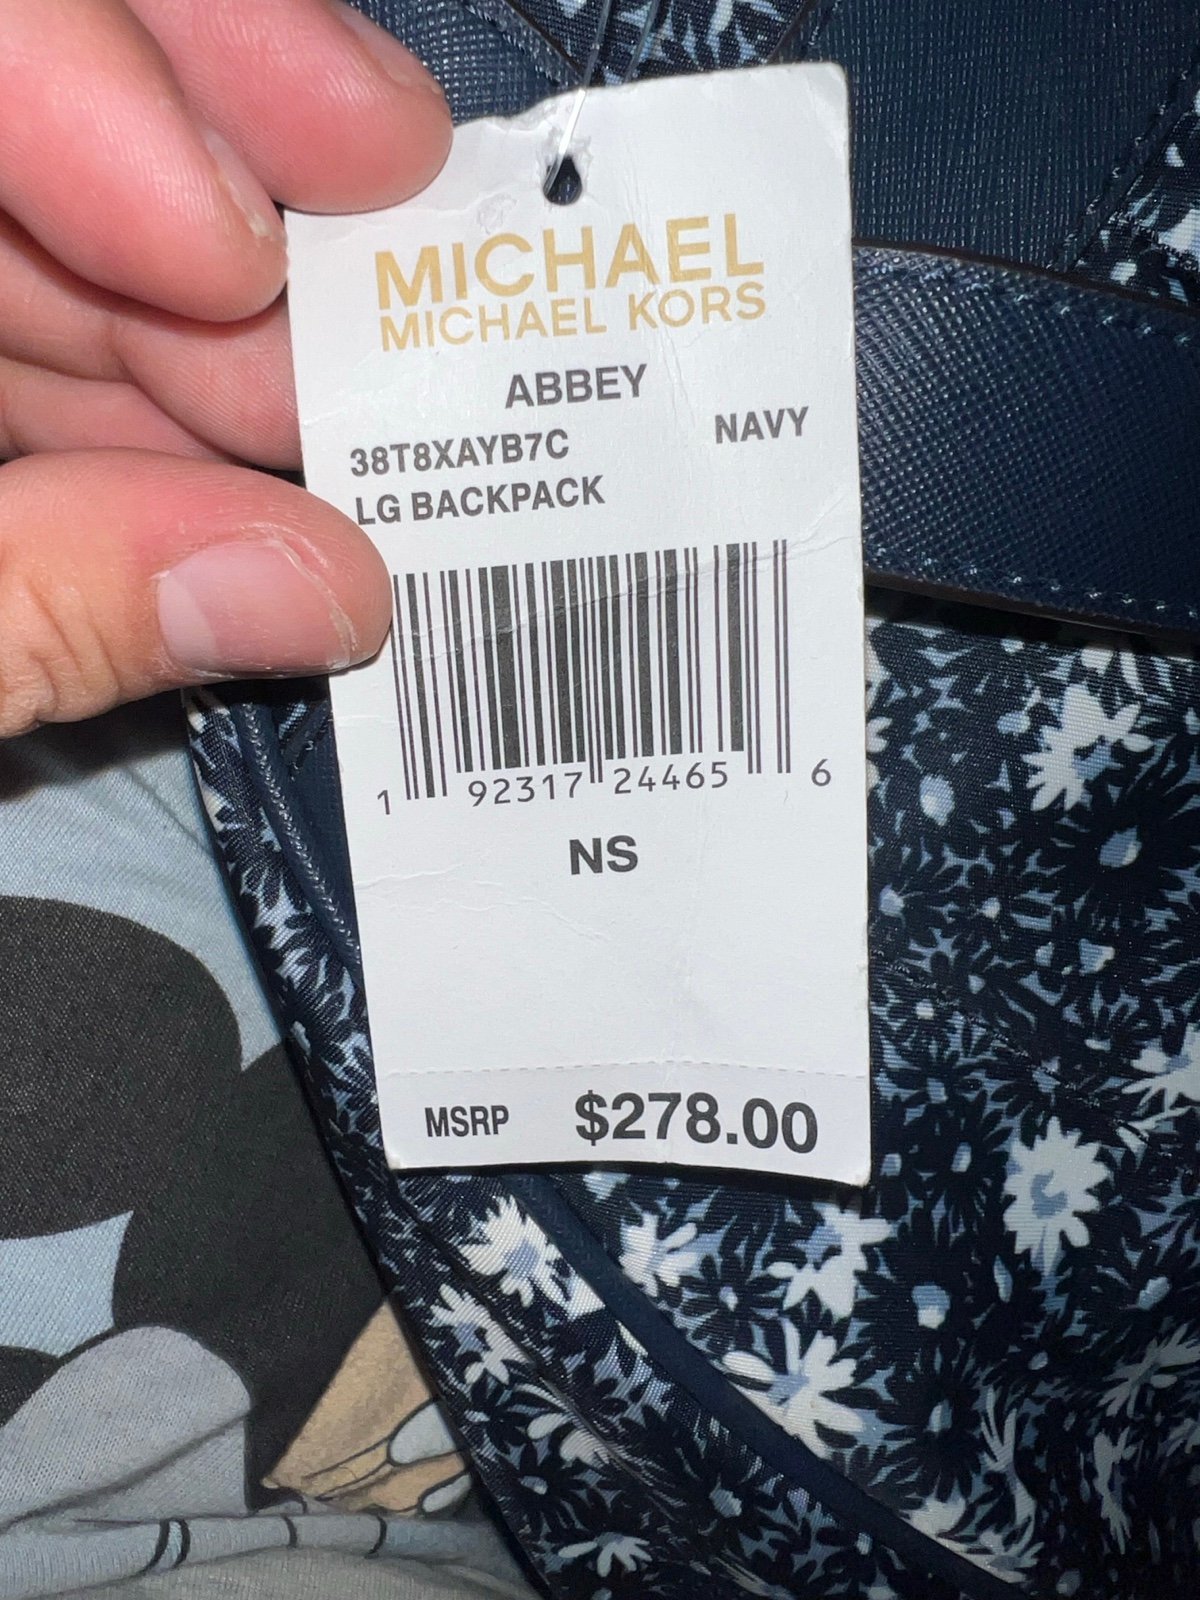 MICHAEL
MICHAEL KORS
ABBEY
38T8XAYB7C NAVY
LG BACKPACK
1 92317 24465 6
NS
MSRP $278.00